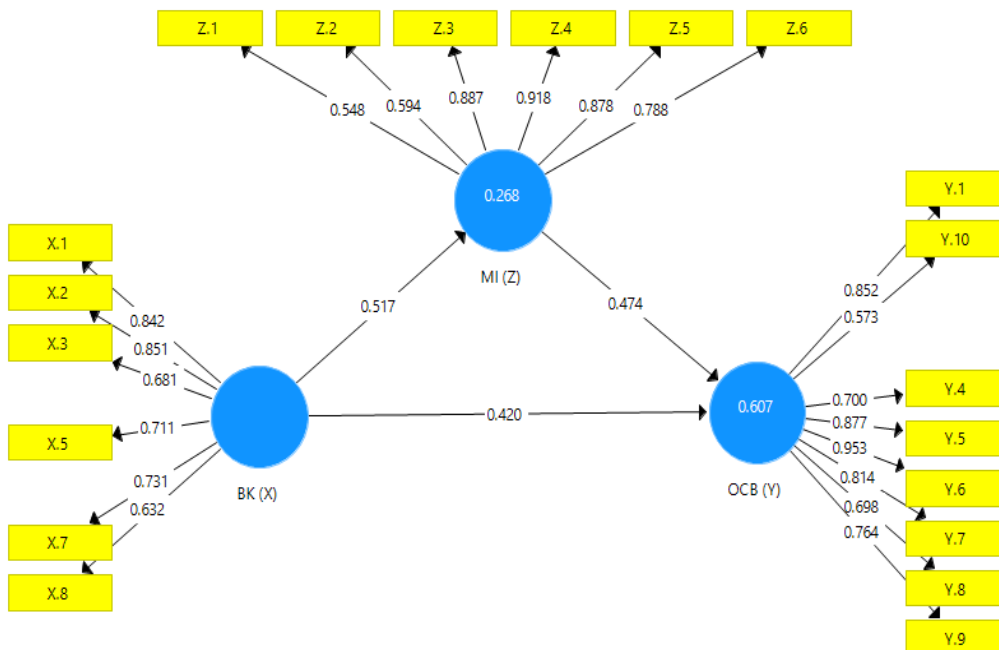 Z.1
Z.2
Z.3
Z.4
Z.5
Z.6
0.548
0.594
0.887
0.918
0.878
0.788
0.268
MI (Z)
X.1
X.2
X.3
X.5
X.7
X.8
0.842
0.851
0.681
0.711
0.731
0.632
BK (X)
0.517
0.474
0.420
0.607
OCB (Y)
0.852
0.573
0.700
0.877
0.953
0.814
0.698
0.764
Y.1
Y.10
Y.4
Y.5
Y.6
Y.7
Y.8
Y.9